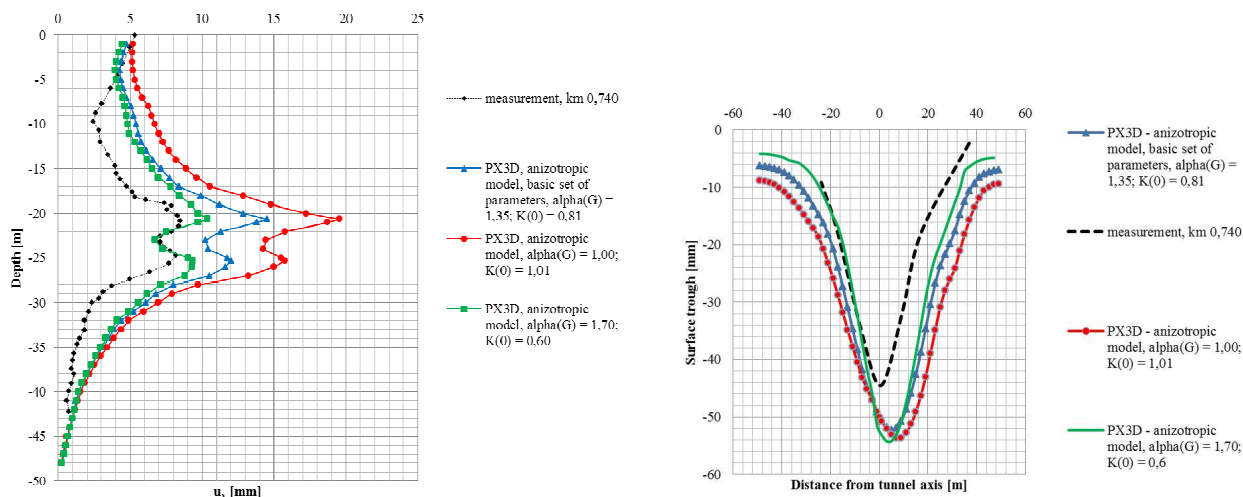 0 5 10 15 20 25
0
-5
-10
-15
-20
-25
-30
-35
-40
-45
-50
Depth [m]
u, [mm]
measurement, km 0,740
PX3D, anizotropic
model, basic set of
parameters, alpha(G) =
1,35; K(0) = 0,81
PX3D, anizotropic
model, alpha(G) = 1,00;
K(0) = 1,01
PX3D, anizotropic
model, alpha(G) = 1,70;
K(0) = 0,60
-60 -40 -20 0 20 40 60
0
-10
-20
-30
-40
-50
-60
Surface trough [mm]
Distance from tunnel axis [m]
PX3D - anizotropic
model, basic set of
parameters, alpha(G) =
1,35; K(0) = 0,81
measurement, km 0,740
PX3D - anizotropic
model, alpha(G) = 1,00;
K(0) = 1,01
PX3D - anizotropic
model, alpha(G) = 1,70;
K(0) = 0,6